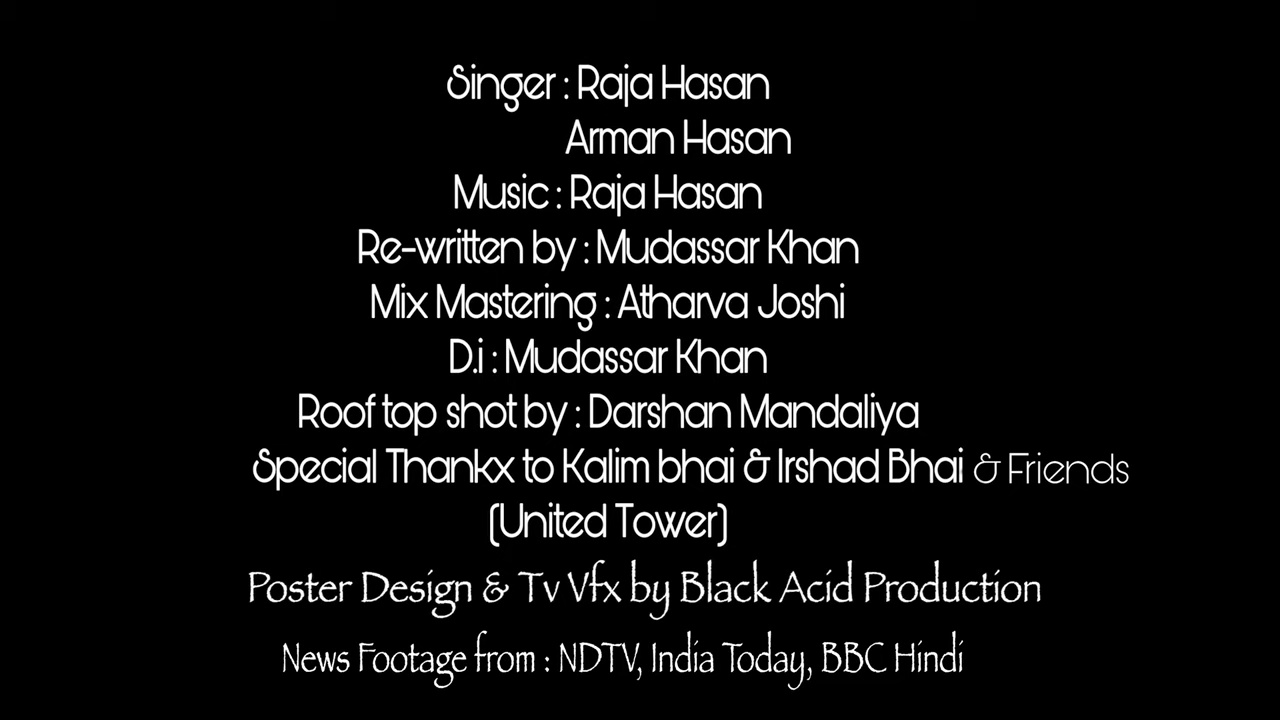 Singer : Raja Hasan
Arman Hasan
Music : Raja Hasan
Re-written by : Mudassar Khan
Mix Mastering : Atharva Joshi
D.i : Mudassar Khan
Roof top shot by : Darshan Mandaliya
Special Thankx to Kalim bhai & Irshad Bhai & Friends
(United Tower)
Poster Design & Tv Vfx by Black Acid Production
News Footage from : NDTV, India Today, BBC Hindi